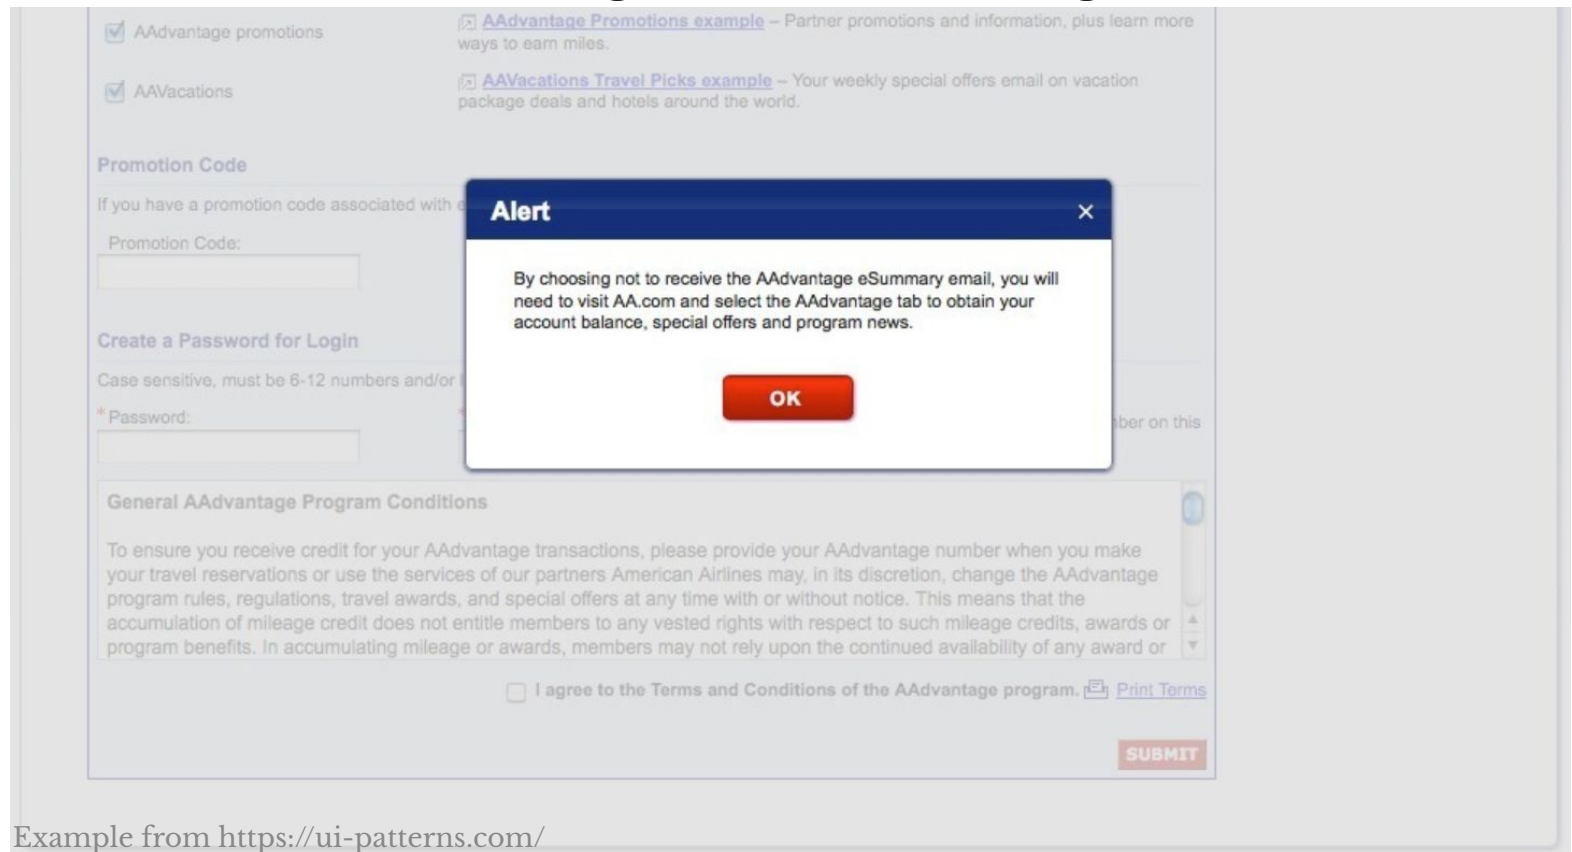 AAdvantage promotions
AAdvantage Promotions example – Partner promotions and information, plus learn more
ways to earn miles.
AAVacations
AAVacations Travel Picks example – Your weekly special offers email on vacation
package deals and hotels around the world.
Promotion Code
If you have a promotion code associated with
Promotion Code:
Alert
×
By choosing not to receive the AAdvantage eSummary email, you will
need to visit AA.com and select the AAdvantage tab to obtain your
account balance, special offers and program news.
OK
Create a Password for Login
Case sensitive, must be 6-12 numbers and/or
*Password:
*
on this
General AAdvantage Program Conditions
To ensure you receive credit for your AAdvantage transactions, please provide your AAdvantage number when you make
your travel reservations or use the services of our partners American Airlines may, in its discretion, change the AAdvantage
program rules, regulations, travel awards, and special offers at any time with or without notice. This means that the
accumulation of mileage credit does not entitle members to any vested rights with respect to such mileage credits, awards or
program benefits. In accumulating mileage or awards, members may not rely upon the continued availability of any award or
I agree to the Terms and Conditions of the AAdvantage program. Print Terms
SUBMIT
Example from https://ui-patterns.com/